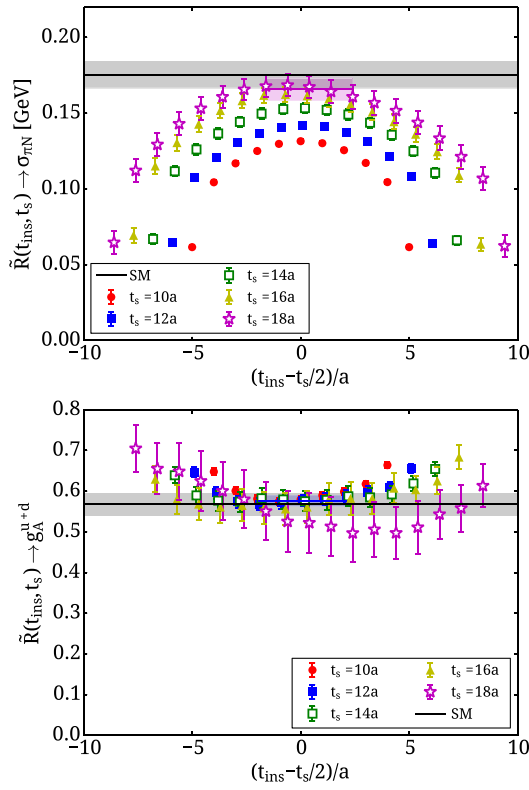 0.20
0.15
0.10
0.05
0.00
R̃(t_ins, t_s) → σ_πN [GeV]
SM
t_s = 10a
t_s = 12a
t_s = 14a
t_s = 16a
t_s = 18a
−10 −5 0 5 10
(t_ins−t_s/2)/a
0.8
0.7
0.6
0.5
0.4
0.3
0.2
0.1
0.0
R̃(t_ins, t_s) → g_A^u+d
t_s = 10a
t_s = 12a
t_s = 14a
t_s = 16a
t_s = 18a
SM
−10 −5 0 5 10
(t_ins−t_s/2)/a